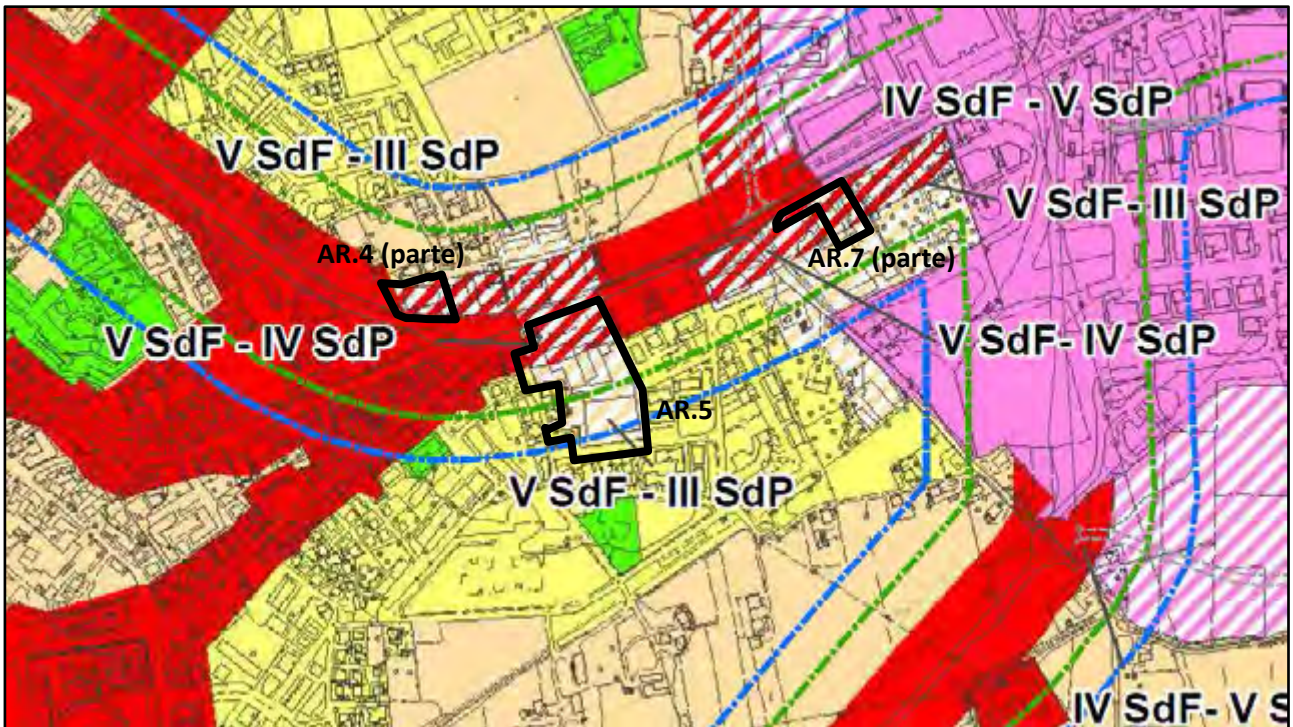 IV SdF - V SdP
V SdF - III SdP
V SdF- III SdP
AR.4 (parte)
AR.7 (parte)
V SdF - IV SdP
V SdF- IV SdP
AR.5
V SdF - III SdP
IV SdF- V S